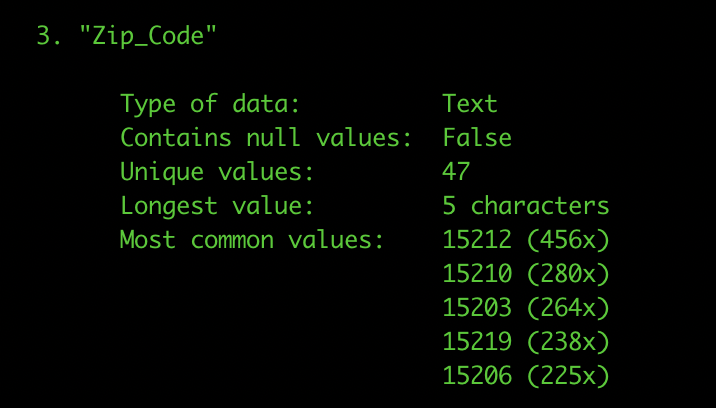 3. "Zip_Code"
Type of data: Text
Contains null values: False
Unique values: 47
Longest value: 5 characters
Most common values: 15212 (456x)
15210 (280x)
15203 (264x)
15219 (238x)
15206 (225x)